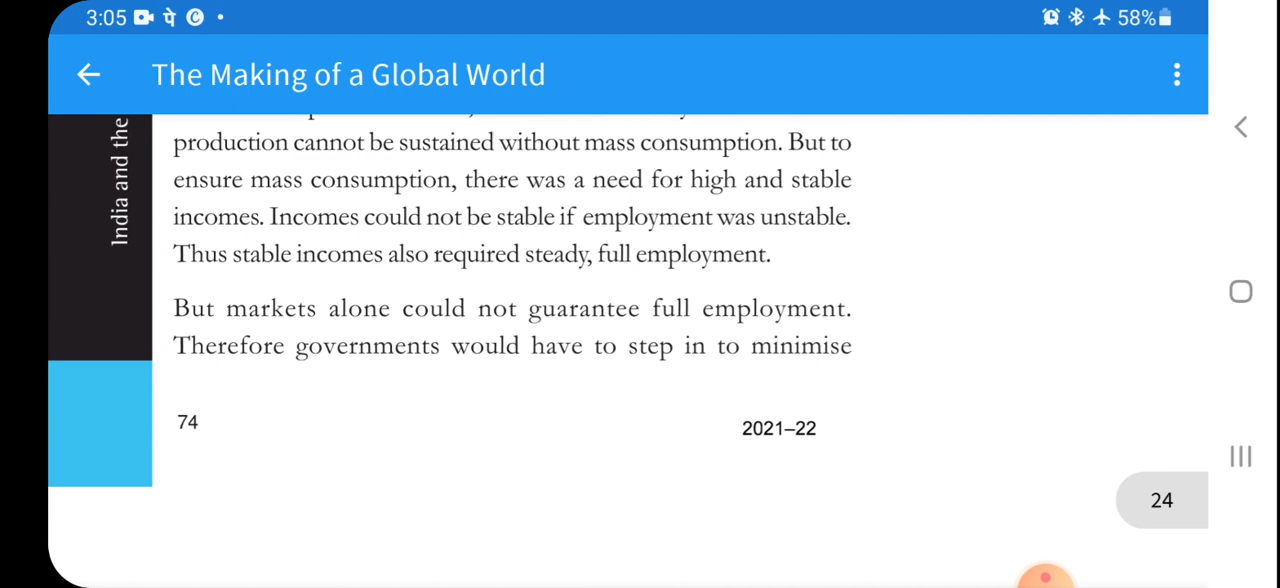 3:05 पे C 58%
The Making of a Global World
India and the
production cannot be sustained without mass consumption. But to
ensure mass consumption, there was a need for high and stable
incomes. Incomes could not be stable if employment was unstable.
Thus stable incomes also required steady, full employment.
But markets alone could not guarantee full employment.
Therefore governments would have to step in to minimise
74
2021–22
24